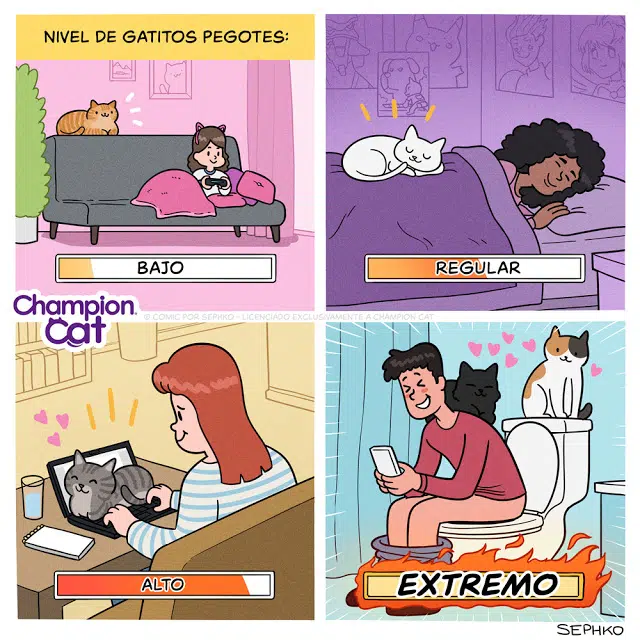 NIVEL DE GATITOS PEGOTES:
BAJO
REGULAR
Champion
Cat
© COMIC POR SEPHKO - LICENCIADO EXCLUSIVAMENTE A CHAMPION CAT
ALTO
EXTREMO
SEPHKO